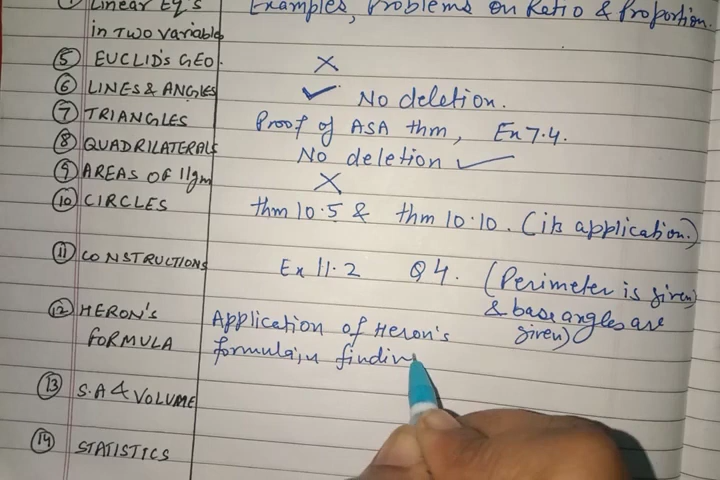 Linear Eq's Examples, Problems on Ratio & Proportion.
in Two Variable
⑤ EUCLID'S GEO. X
⑥ LINES & ANGLES ✓ No deletion.
⑦ TRIANGLES Proof of ASA thm, Ex 7.4.
⑧ QUADRILATERALS No deletion ✓
⑨ AREAS OF llgm X
⑩ CIRCLES thm 10.5 & thm 10.10. (its application.)
⑪ CONSTRUCTIONS Ex 11.2 Q4. (Perimeter is given
& base angles are
given)
⑫ HERON'S Application of Heron's
FORMULA formula in findin
⑬ S.A & VOLUME
⑭ STATISTICS